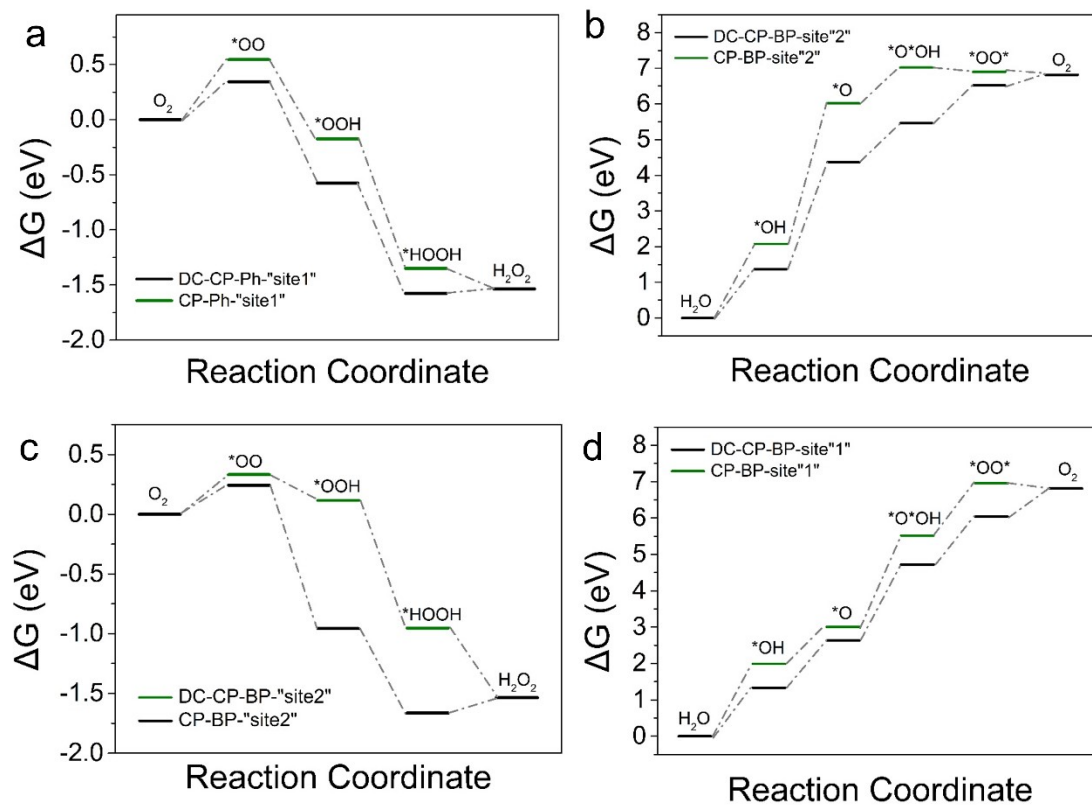 a
ΔG (eV)
0.5
0.0
-0.5
-1.0
-1.5
-2.0
O2
*OO
*OOH
*HOOH
H2O2
DC-CP-Ph-"site1"
CP-Ph-"site1"
Reaction Coordinate
b
ΔG (eV)
8
7
6
5
4
3
2
1
0
DC-CP-BP-site"2"
CP-BP-site"2"
H2O
*OH
*O
*O*OH
*OO*
O2
Reaction Coordinate
c
ΔG (eV)
0.5
0.0
-0.5
-1.0
-1.5
-2.0
O2
*OO
*OOH
*HOOH
H2O2
DC-CP-BP-"site2"
CP-BP-"site2"
Reaction Coordinate
d
ΔG (eV)
8
7
6
5
4
3
2
1
0
DC-CP-BP-site"1"
CP-BP-site"1"
H2O
*OH
*O
*O*OH
*OO*
O2
Reaction Coordinate